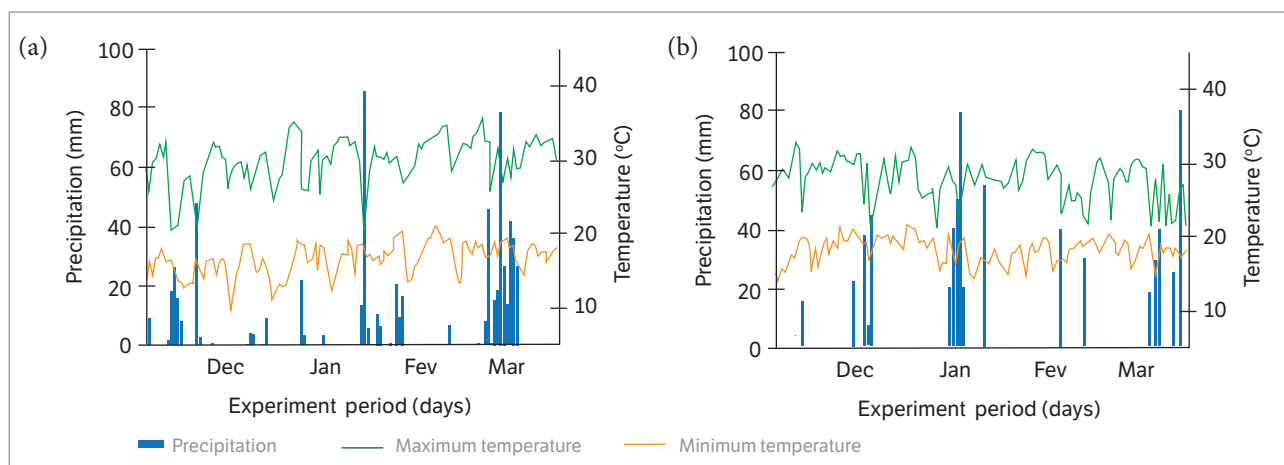 (a)
Precipitation (mm)
100
80
60
40
20
0
Temperature (ºC)
40
30
20
10
Dec Jan Fev Mar
Experiment period (days)
(b)
Precipitation (mm)
100
80
60
40
20
0
Temperature (ºC)
40
30
20
10
Dec Jan Fev Mar
Experiment period (days)
Precipitation Maximum temperature Minimum temperature